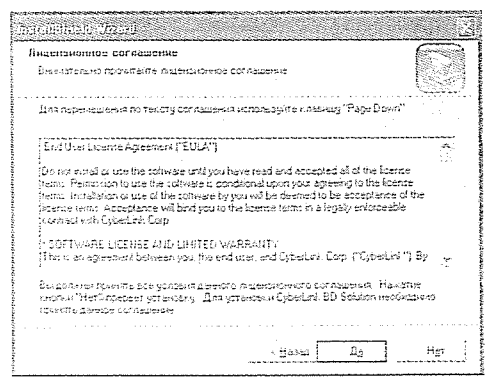 InstallShield Wizard
Лицензионное соглашение
Внимательно прочитайте лицензионное соглашение
Для перемещения по тексту соглашения используйте клавишу "Page Down"
End User License Agreement ("EULA")
Do not install or use the software until you have read and accepted all of the license
terms. Permission to use the software is conditional upon your agreeing to the license
terms. Installation or use of the software by you will be deemed to be acceptance of the
license terms. Acceptance will bind you to the license terms in a legally enforceable
contract with CyberLink Corp.
* SOFTWARE LICENSE AND LIMITED WARRANTY
This is an agreement between you, the end user, and CyberLink Corp. ("CyberLink"). By
Вы должны принять все условия данного лицензионного соглашения. Нажатие
кнопки "Нет" прервет установку. Для установки CyberLink BD Solution необходимо
принять данное соглашение
< Назад
Да
Нет